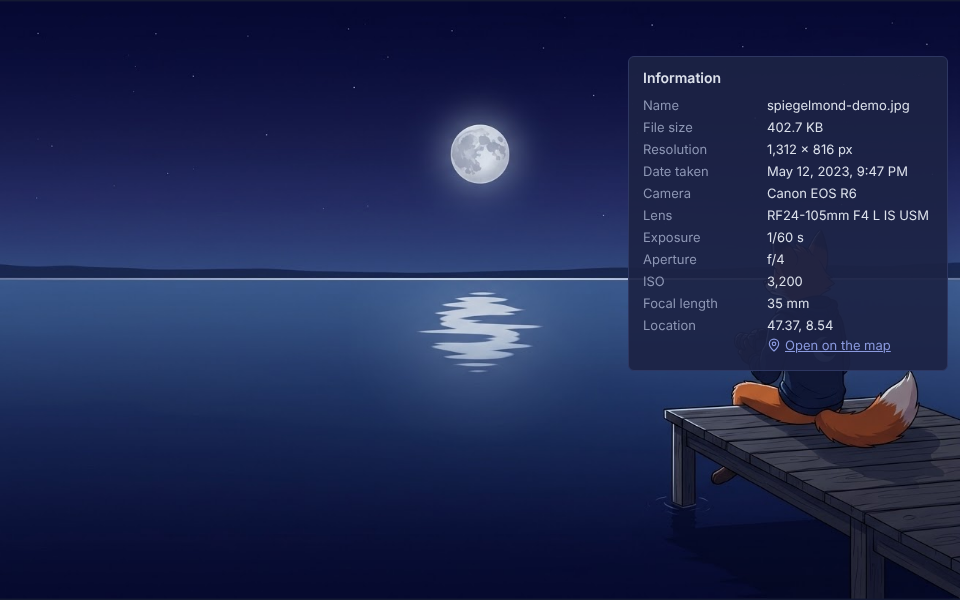 Information
Name spiegelmond-demo.jpg
File size 402.7 KB
Resolution 1,312 × 816 px
Date taken May 12, 2023, 9:47 PM
Camera Canon EOS R6
Lens RF24-105mm F4 L IS USM
Exposure 1/60 s
Aperture f/4
ISO 3,200
Focal length 35 mm
Location 47.37, 8.54
Open on the map